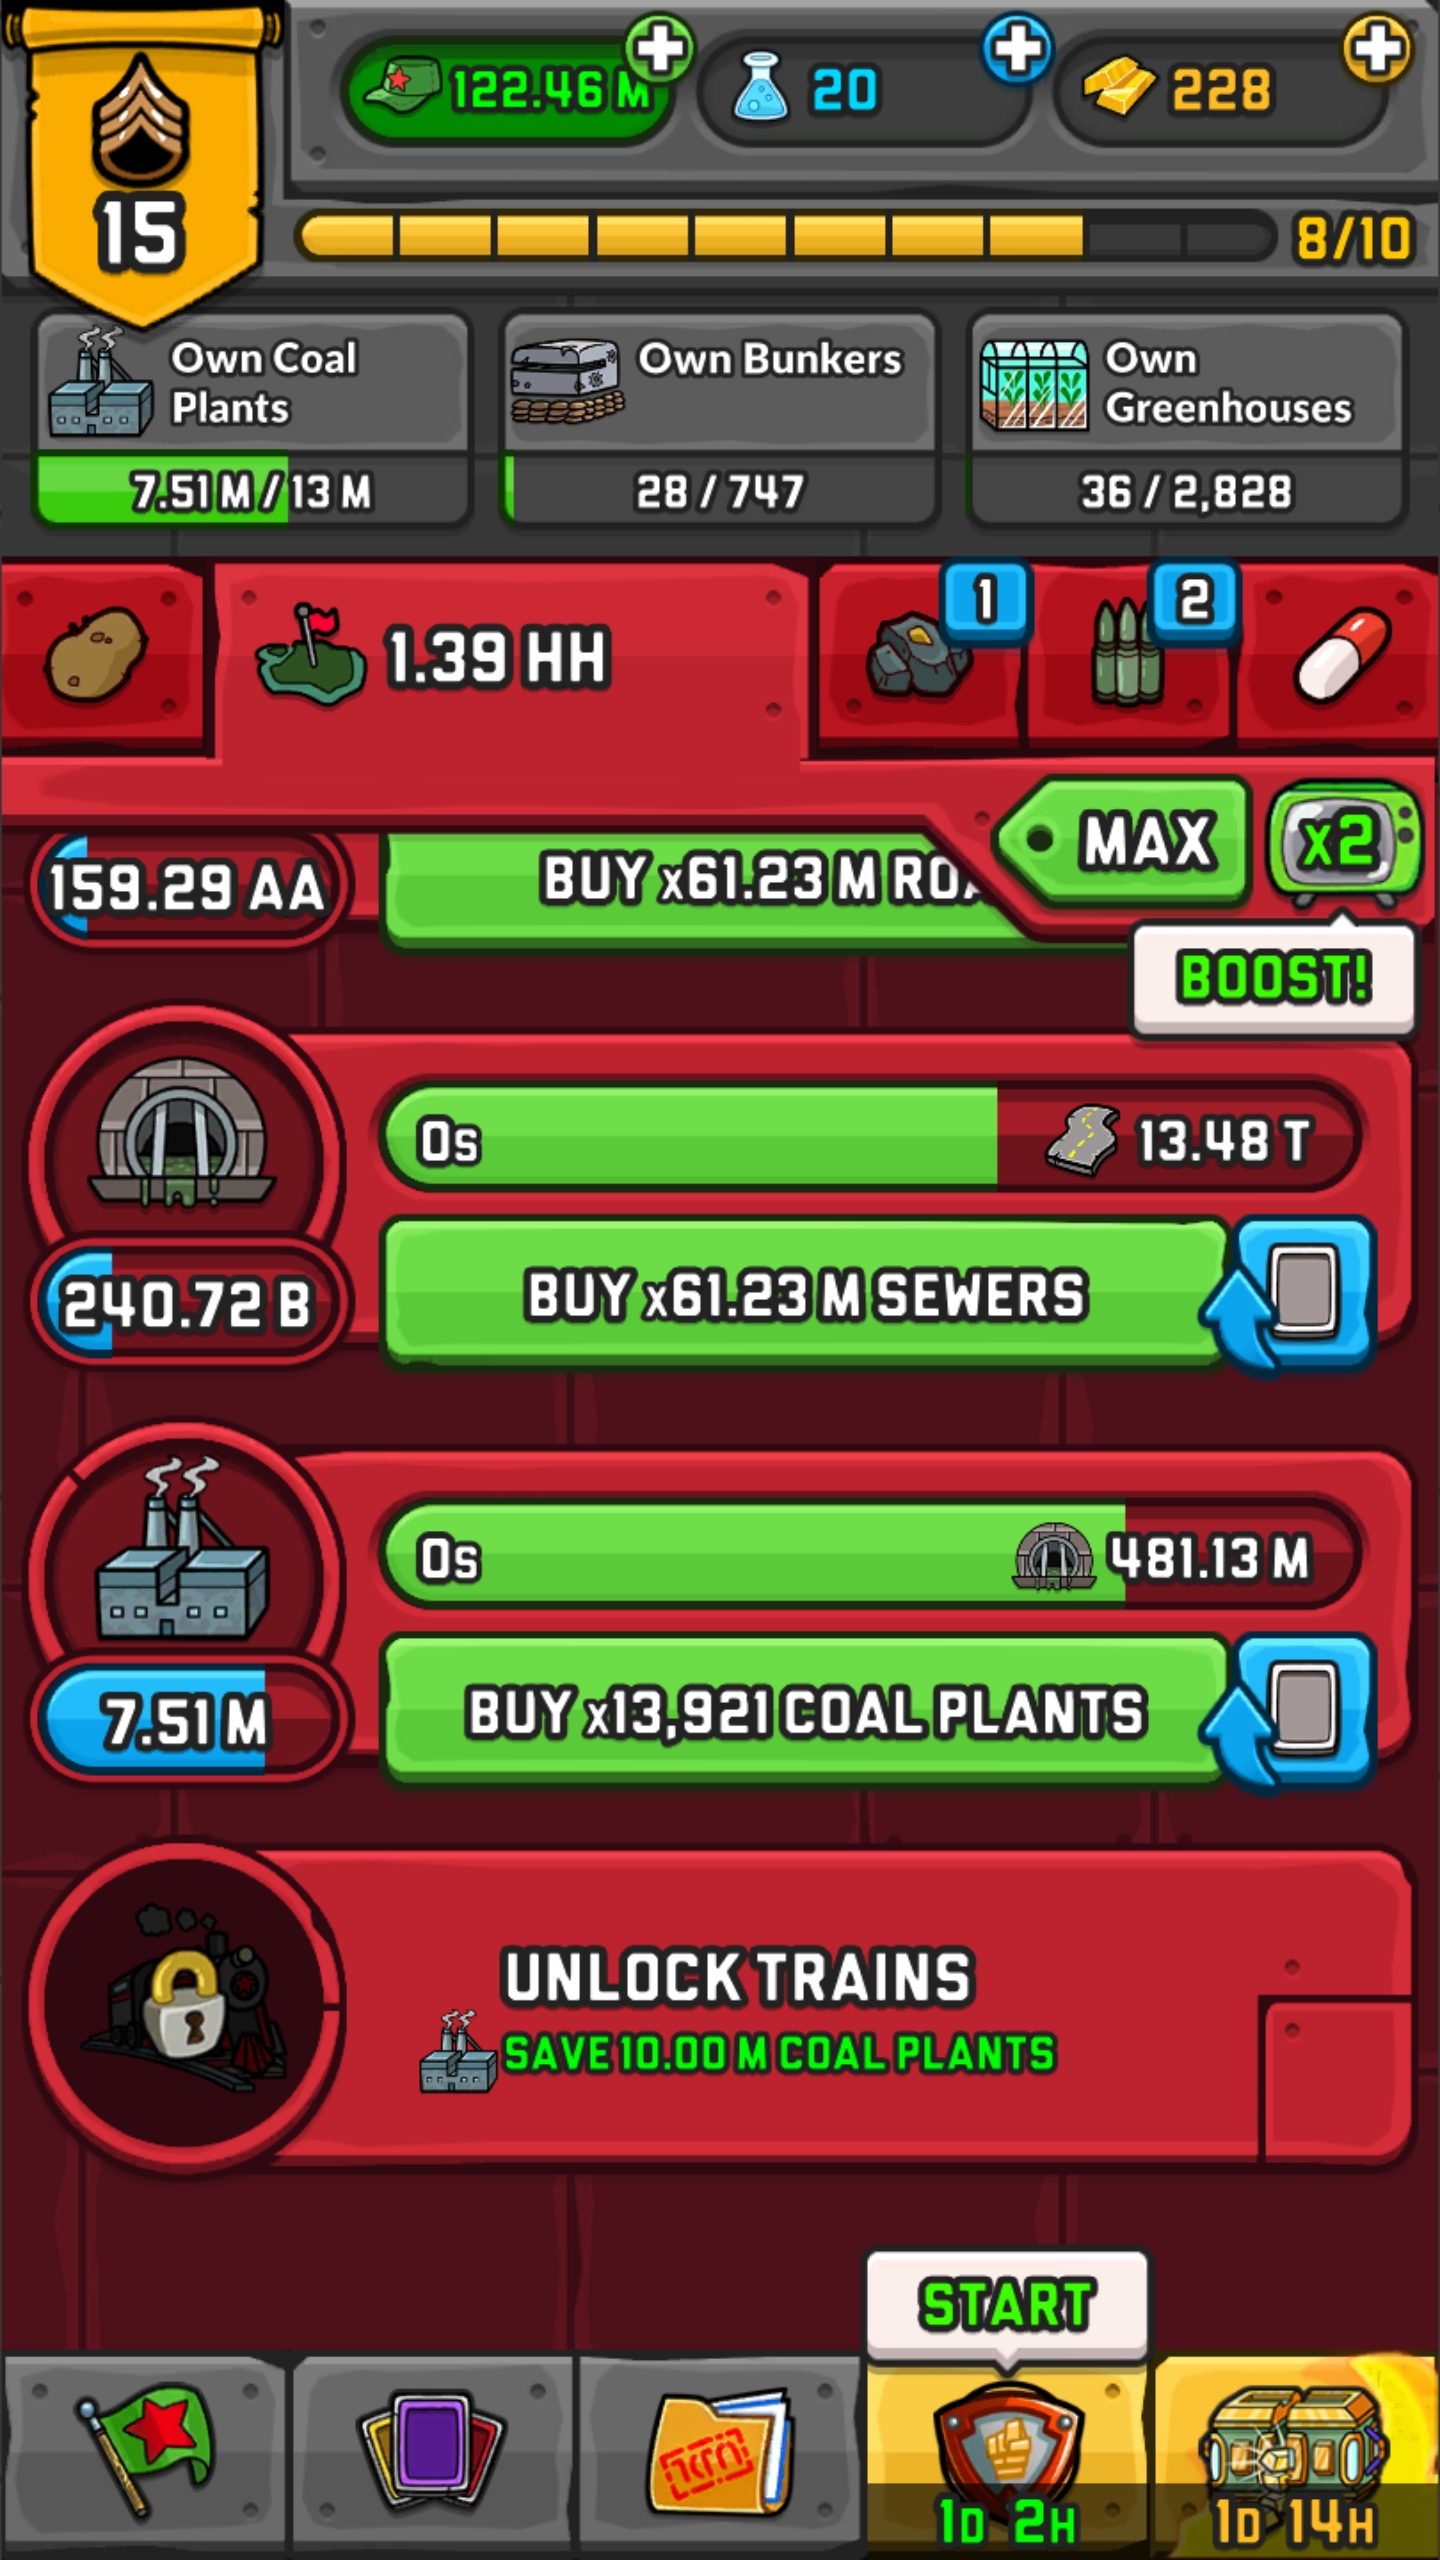 122.46 M
20
228
15
8/10
Own Coal
Plants
7.51 M / 13 M
Own Bunkers
28 / 747
Own
Greenhouses
36 / 2,828
1.39 HH
1
2
MAX
x2
BOOST!
159.29 AA
BUY x61.23 M
0s
13.48 T
240.72 B
BUY x61.23 M SEWERS
0s
481.13 M
7.51 M
BUY x13,921 COAL PLANTS
UNLOCK TRAINS
SAVE 10.00 M COAL PLANTS
START
1D 2H
1D 14H